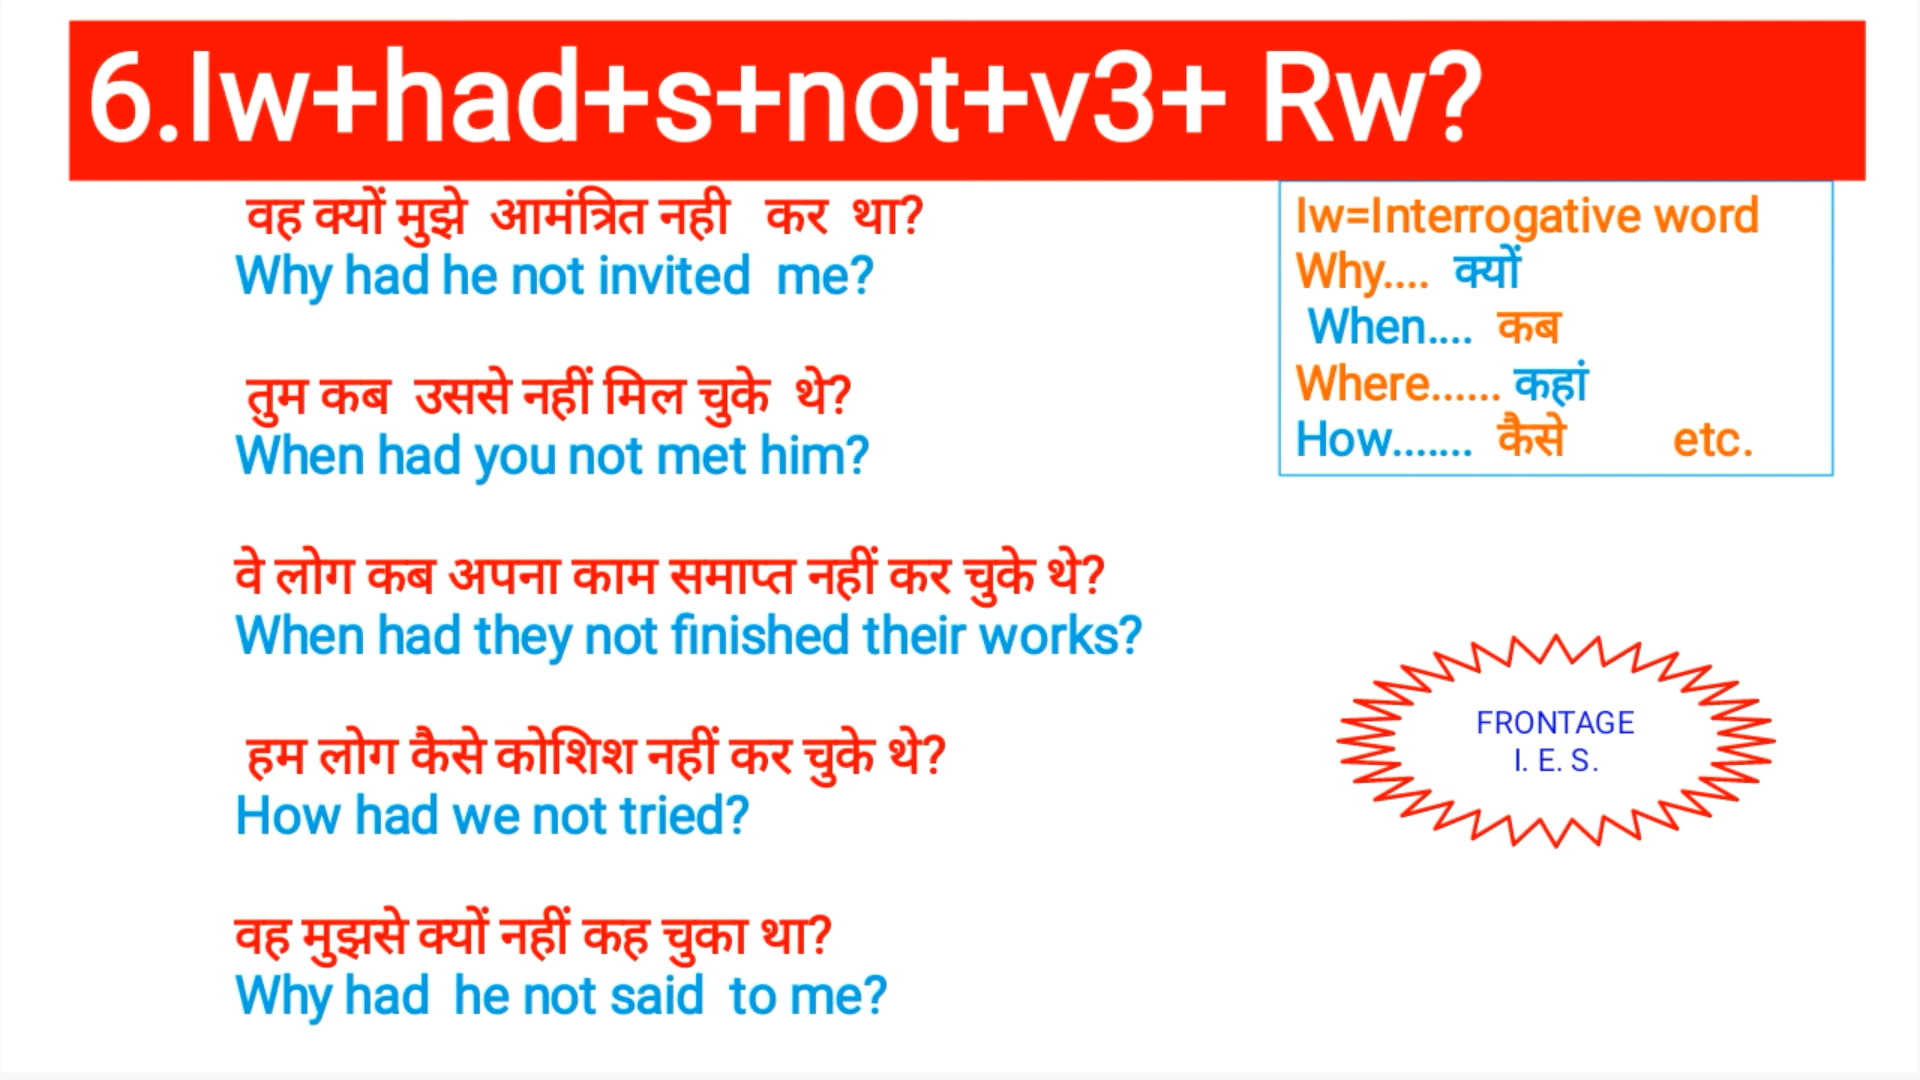 6.Iw+had+s+not+v3+ Rw?
वह क्यों मुझे आमंत्रित नही कर था?
Why had he not invited me?
तुम कब उससे नहीं मिल चुके थे?
When had you not met him?
वे लोग कब अपना काम समाप्त नहीं कर चुके थे?
When had they not finished their works?
हम लोग कैसे कोशिश नहीं कर चुके थे?
How had we not tried?
वह मुझसे क्यों नहीं कह चुका था?
Why had he not said to me?
Iw=Interrogative word
Why.... क्यों
When.... कब
Where...... कहां
How....... कैसे etc.
FRONTAGE
I. E. S.